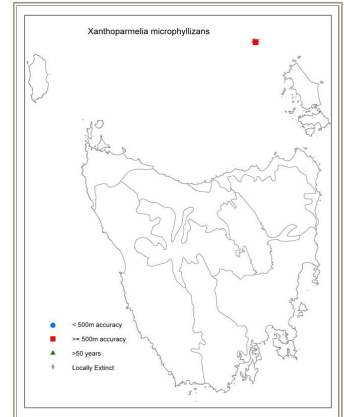 Xanthoparmelia microphyllizans
< 500m accuracy
>= 500m accuracy
>50 years
Locally Extinct